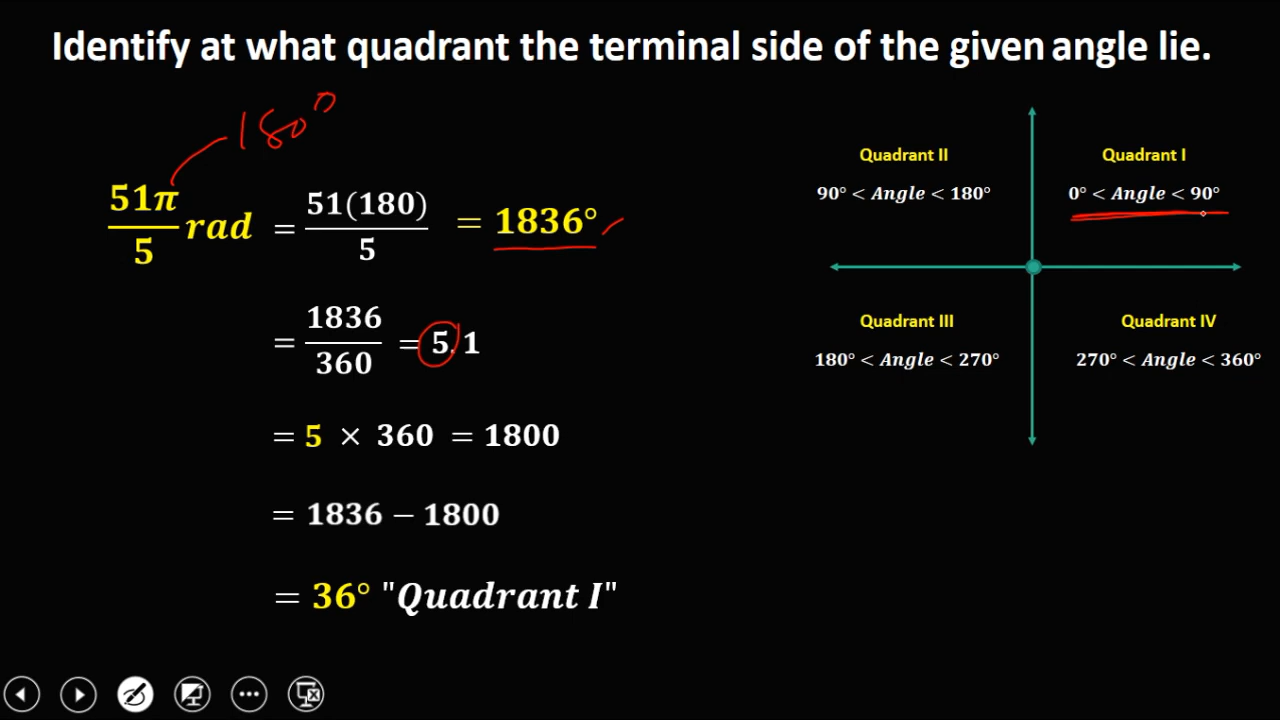 Identify at what quadrant the terminal side of the given angle lie.
180°
51π/5 rad = 51(180)/5 = 1836°
= 1836/360 = 5.1
= 5 × 360 = 1800
= 1836 − 1800
= 36° "Quadrant I"
Quadrant II
90° < Angle < 180°
Quadrant I
0° < Angle < 90°
Quadrant III
180° < Angle < 270°
Quadrant IV
270° < Angle < 360°